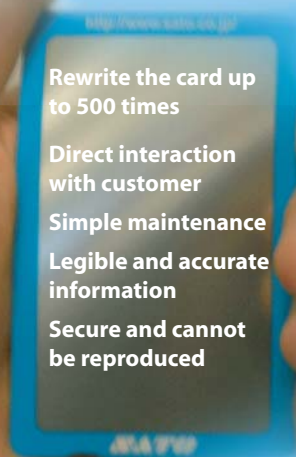 http://www.sato.co.jp/
Rewrite the card up
to 500 times
Direct interaction
with customer
Simple maintenance
Legible and accurate
information
Secure and cannot
be reproduced
SATO